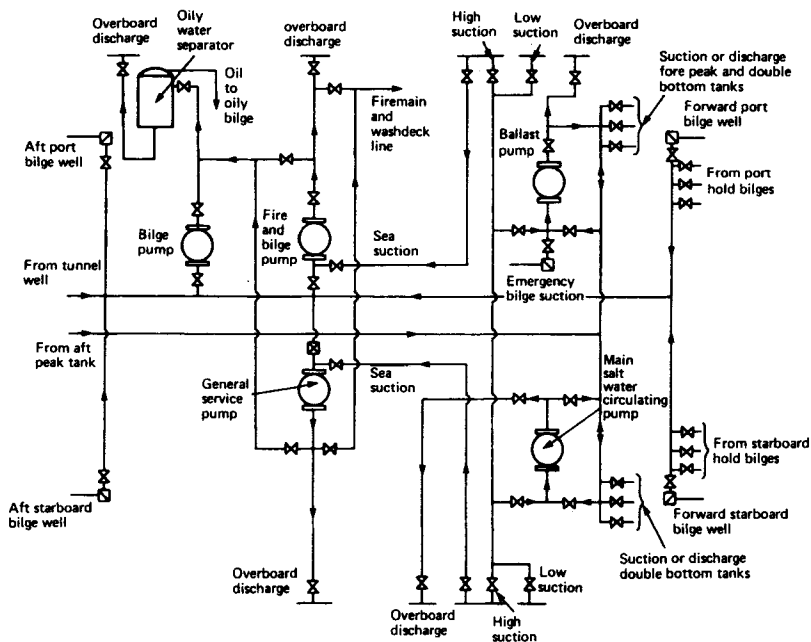 Overboard
discharge
Oily
water
separator
Oil
to
oily
bilge
overboard
discharge
High
suction
Low
suction
Overboard
discharge
Suction or discharge
fore peak and double
bottom tanks
Firemain
and
washdeck
line
Aft port
bilge well
Ballast
pump
Forward port
bilge well
From port
hold bilges
Bilge
pump
Fire
and
bilge
pump
Sea
suction
From tunnel
well
Emergency
bilge suction
From aft
peak tank
General
service
pump
Sea
suction
Main
salt
water
circulating
pump
From starboard
hold bilges
Aft starboard
bilge well
Forward starboard
bilge well
Suction or discharge
double bottom tanks
Overboard
discharge
Overboard
discharge
Low
suction
High
suction